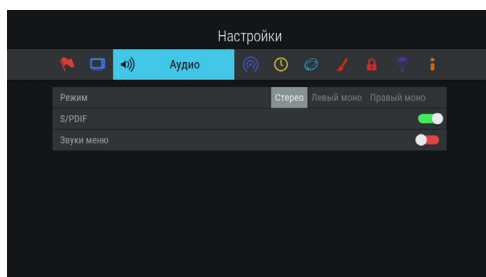 Настройки
Аудио
Режим Стерео Левый моно Правый моно
S/PDIF
Звуки меню